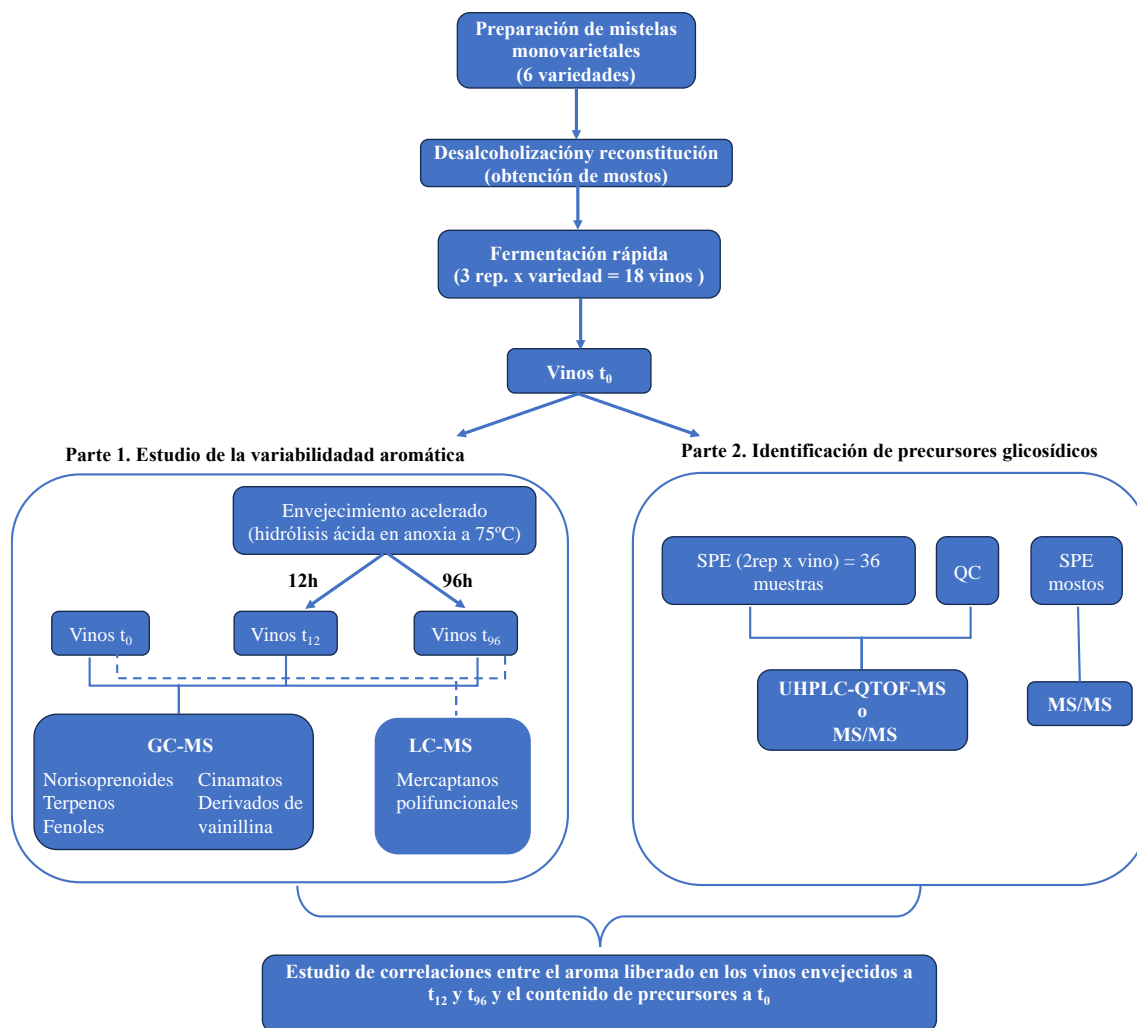 Preparación de mistelas
monovarietales
(6 variedades)
Desalcoholizacióny reconstitución
(obtención de mostos)
Fermentación rápida
(3 rep. x variedad = 18 vinos )
Vinos t0
Parte 1. Estudio de la variabilidadad aromática
Envejecimiento acelerado
(hidrólisis ácida en anoxia a 75ºC)
12h
96h
Vinos t0
Vinos t12
Vinos t96
GC-MS
Norisoprenoides
Terpenos
Fenoles
Cinamatos
Derivados de
vainillina
LC-MS
Mercaptanos
polifuncionales
Parte 2. Identificación de precursores glicosídicos
SPE (2rep x vino) = 36
muestras
QC
SPE
mostos
UHPLC-QTOF-MS
o
MS/MS
MS/MS
Estudio de correlaciones entre el aroma liberado en los vinos envejecidos a
t12 y t96 y el contenido de precursores a t0